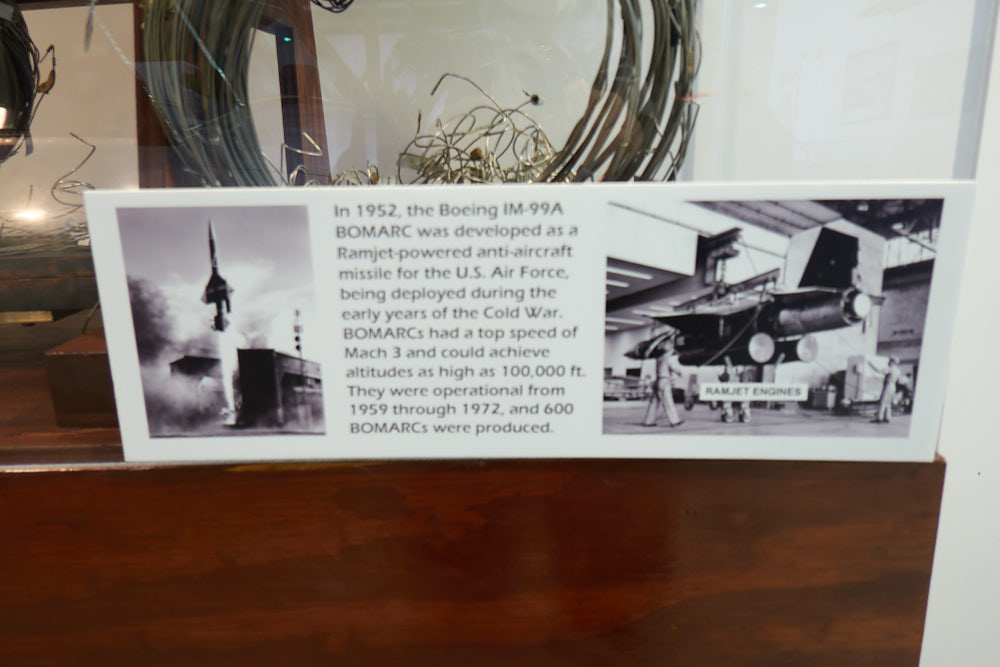 In 1952, the Boeing IM-99A
BOMARC was developed as a
Ramjet-powered anti-aircraft
missile for the U.S. Air Force,
being deployed during the
early years of the Cold War.
BOMARCs had a top speed of
Mach 3 and could achieve
altitudes as high as 100,000 ft.
They were operational from
1959 through 1972, and 600
BOMARCs were produced.
RAMJET ENGINES